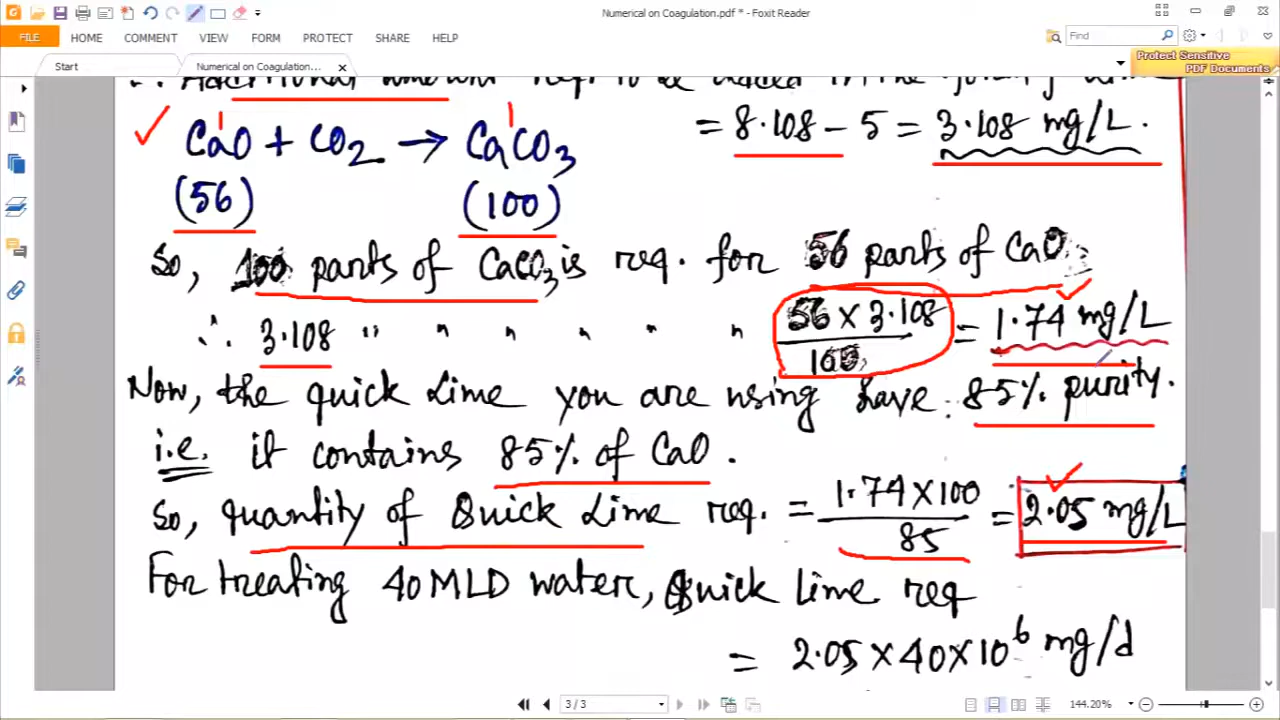 Numerical on Coagulation.pdf * - Foxit Reader
FILE HOME COMMENT VIEW FORM PROTECT SHARE HELP
Find
Protect Sensitive
PDF Documents
Start
Numerical on Coagulation...
CaO + CO2 → CaCO3
(56) (100)
= 8.108 - 5 = 3.108 mg/L.
So, 100 parts of CaCO3 is req. for 56 parts of CaO.
∴ 3.108 " " " " " " 56 × 3.108 / 100 = 1.74 mg/L
Now, the quick lime you are using have 85% purity.
i.e. it contains 85% of CaO.
So, quantity of Quick Lime req. = 1.74 × 100 / 85 = 2.05 mg/L
For treating 40 MLD water, Quick lime req
= 2.05 × 40 × 10^6 mg/d
3 / 3
144.20%